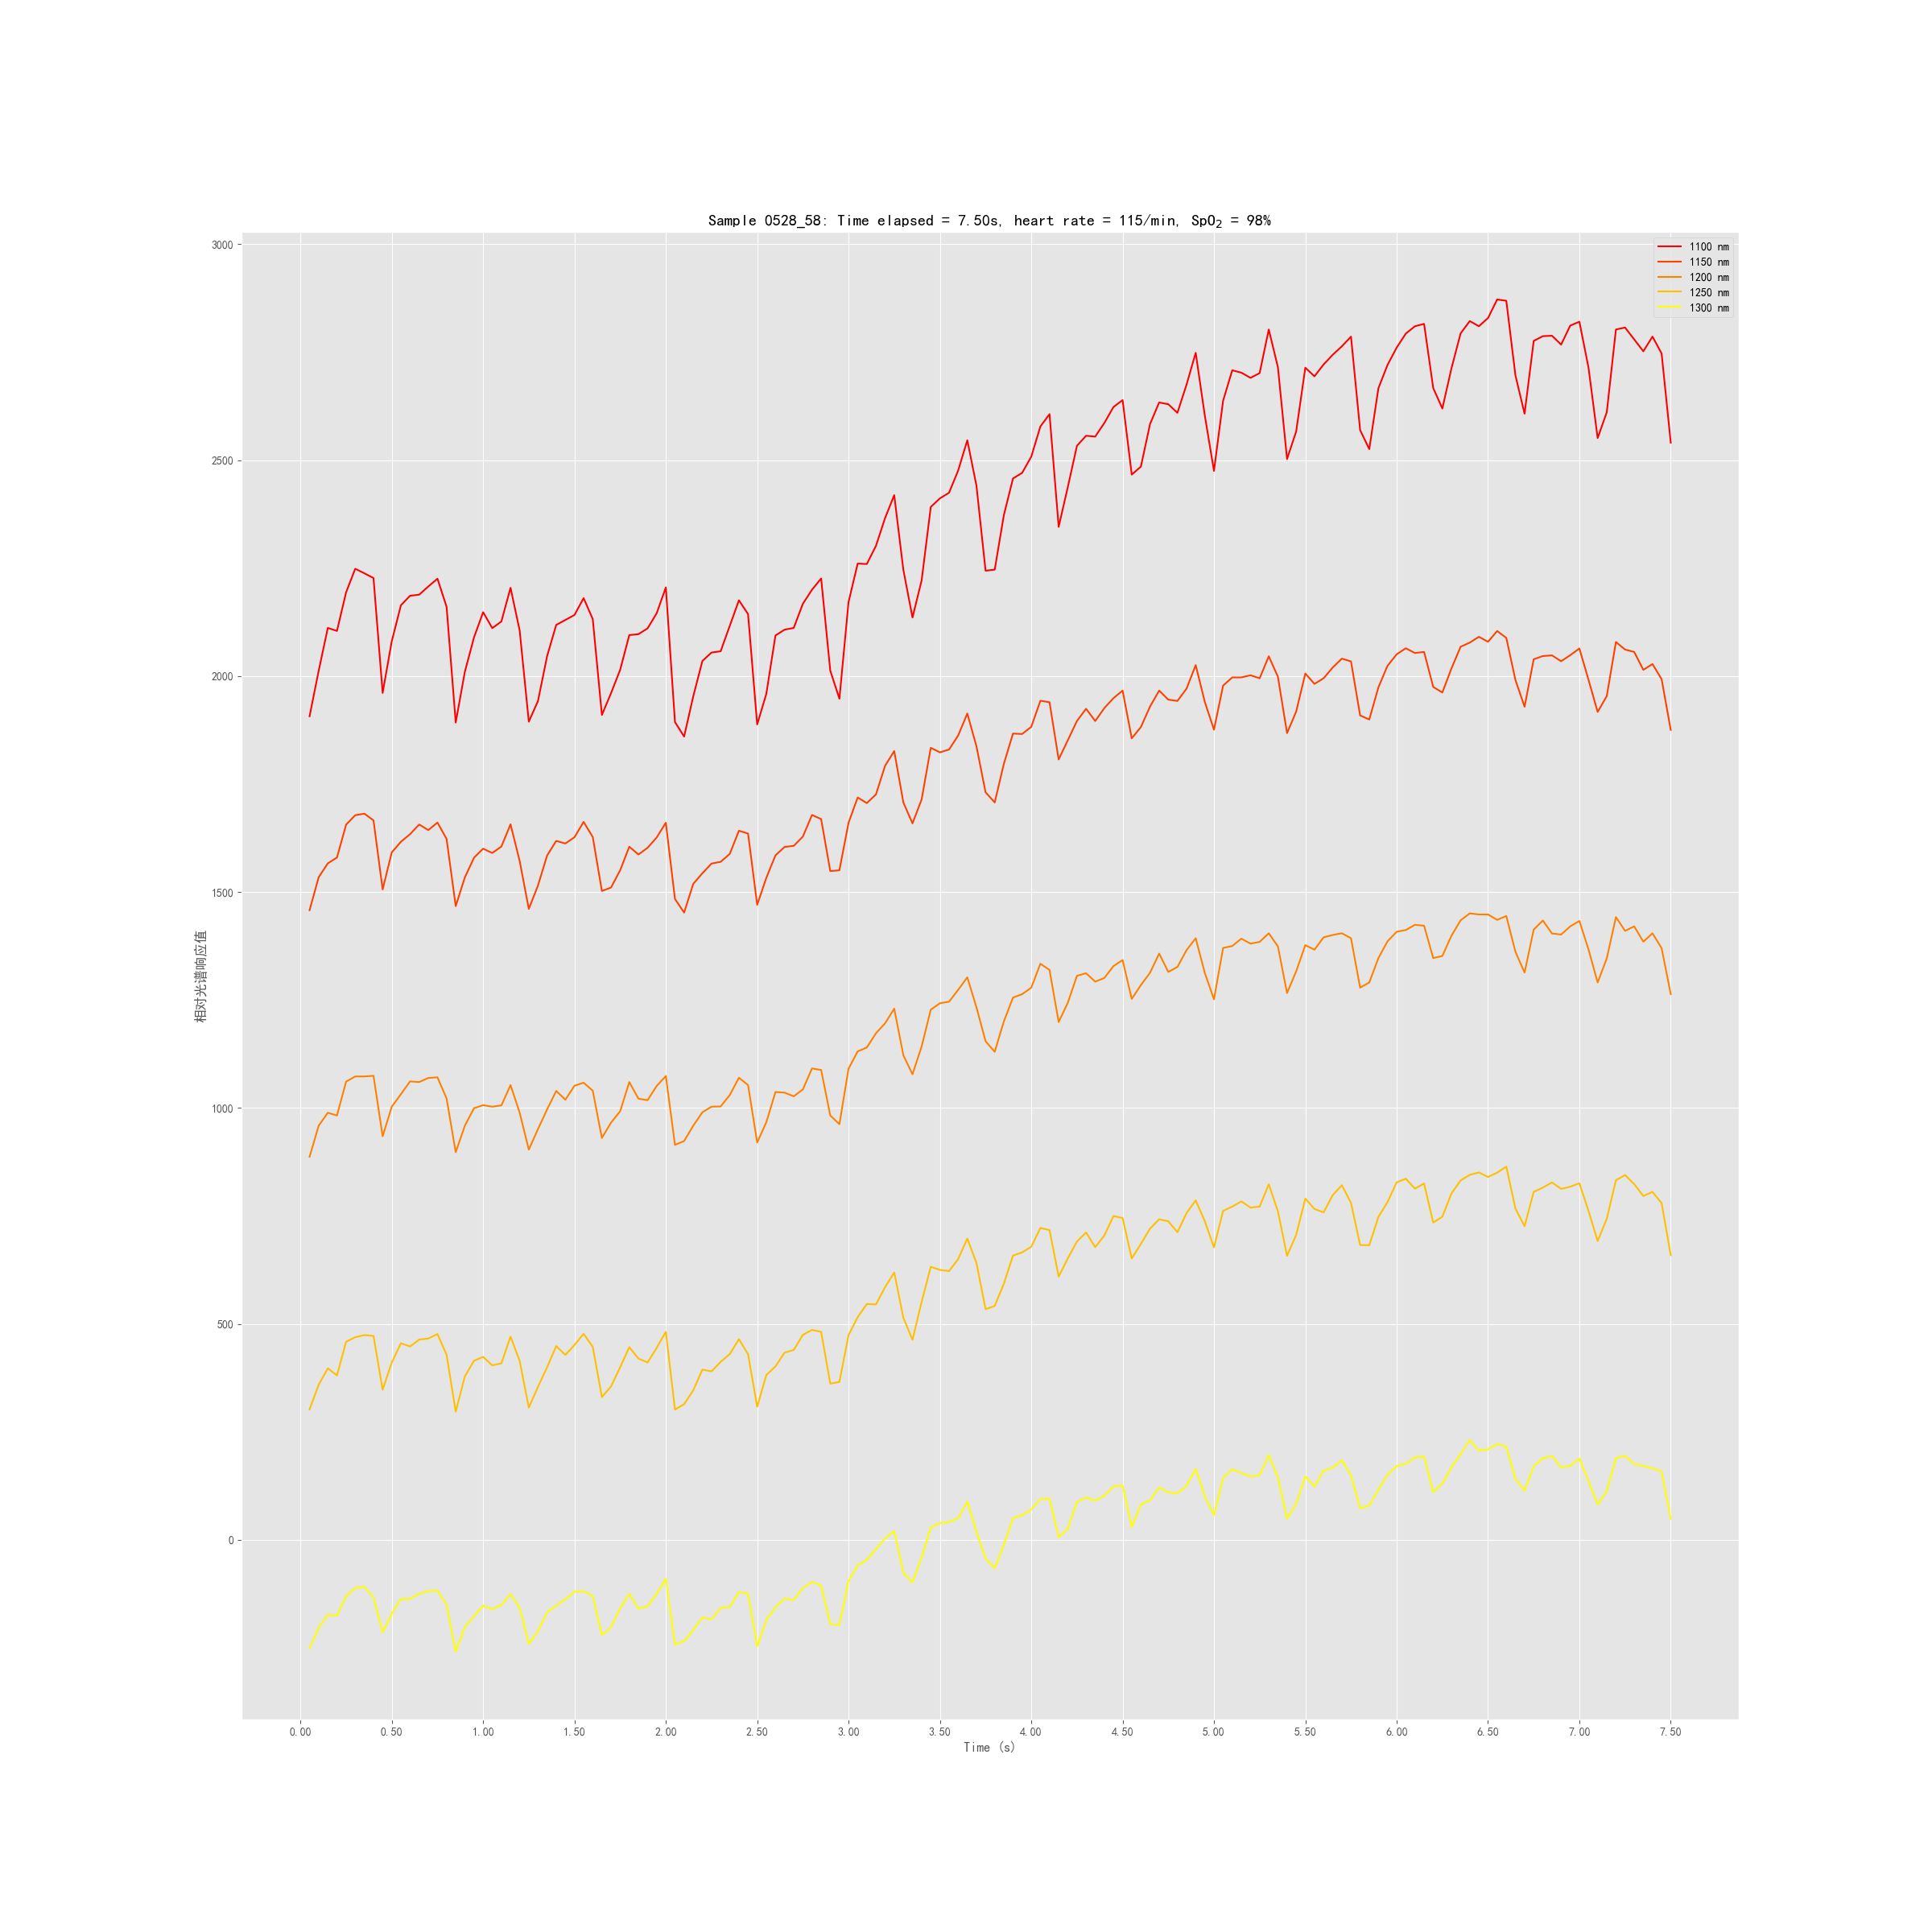 Sample 0528_58: Time elapsed = 7.50s, heart rate = 115/min, SpO2 = 98%
3000
2500
2000
1500
1000
500
0
相对光谱响应值
1100 nm
1150 nm
1200 nm
1250 nm
1300 nm
0.00 0.50 1.00 1.50 2.00 2.50 3.00 3.50 4.00 4.50 5.00 5.50 6.00 6.50 7.00 7.50
Time (s)